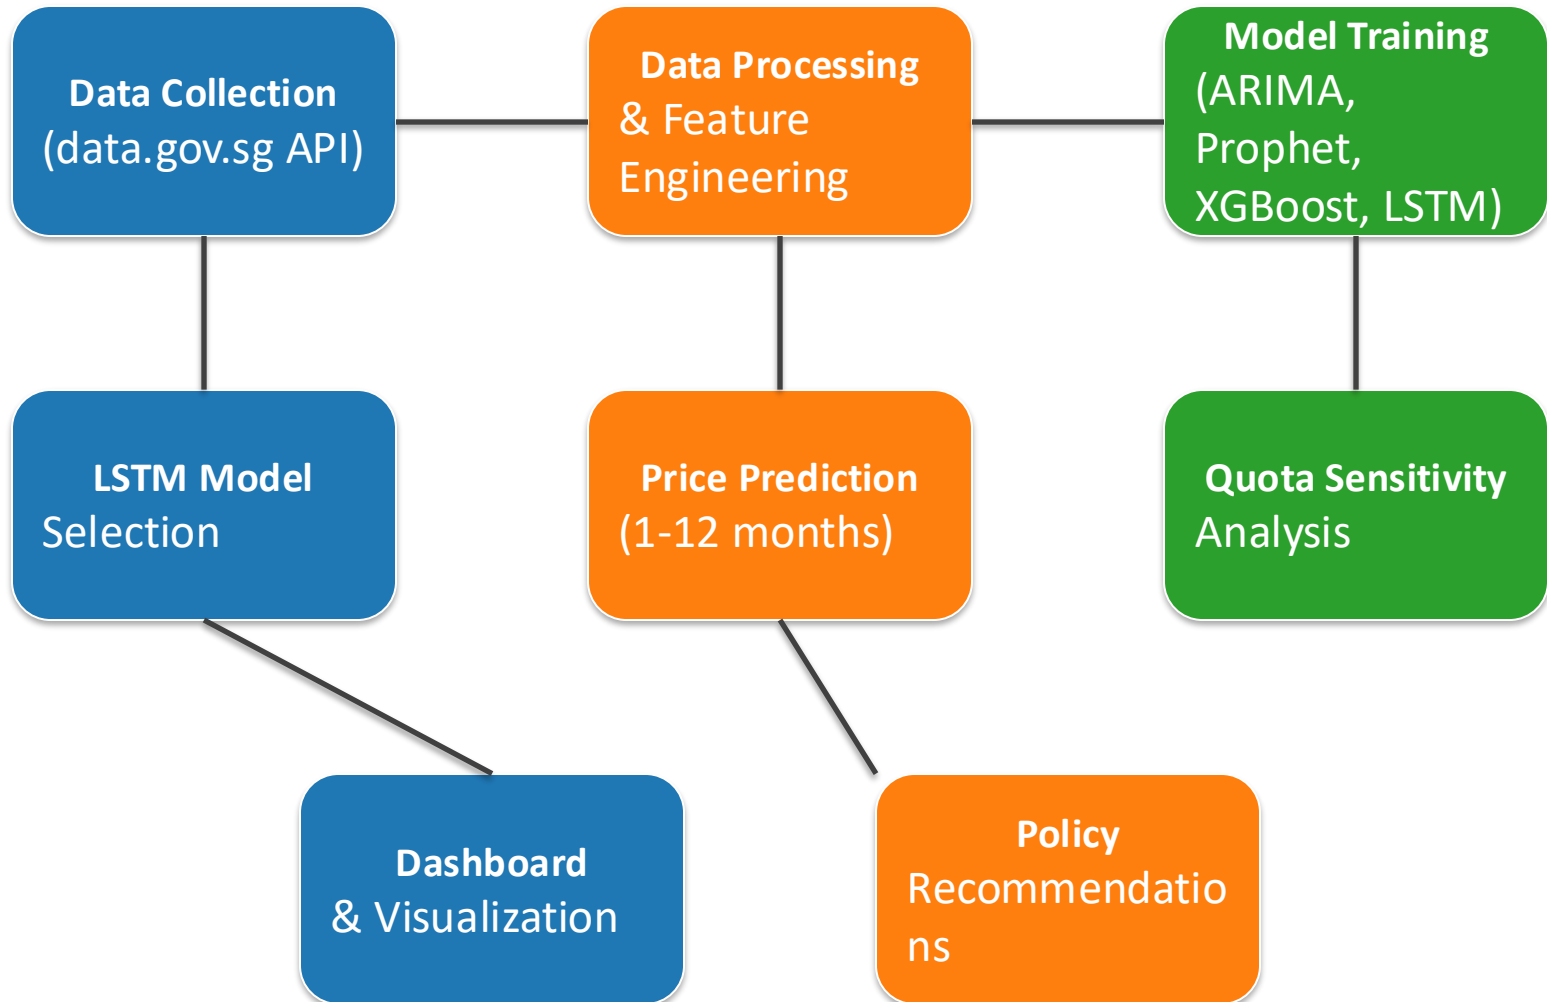 Data Collection
(data.gov.sg API)
Data Processing
& Feature
Engineering
Model Training
(ARIMA,
Prophet,
XGBoost, LSTM)
LSTM Model
Selection
Price Prediction
(1-12 months)
Quota Sensitivity
Analysis
Dashboard
& Visualization
Policy
Recommendatio
ns